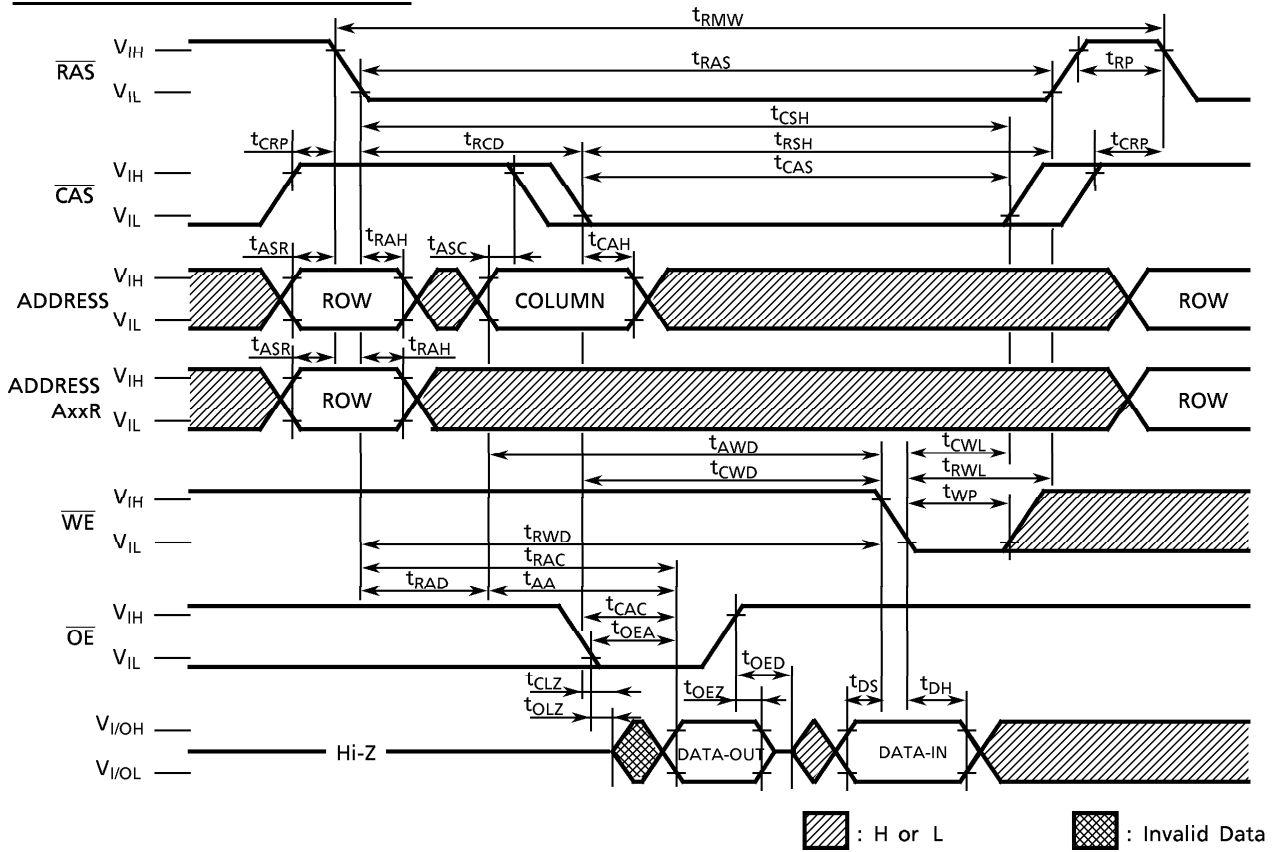 tRMW
VIH
RAS
VIL
tRAS
tRP
tCSH
tCRP
tRCD
tRSH
tCRP
VIH
CAS
VIL
tCAS
tASR
tRAH
tASC
tCAH
VIH
ADDRESS
VIL
ROW
COLUMN
ROW
tASR
tRAH
ADDRESS
AxxR
VIH
VIL
ROW
ROW
tAWD
tCWL
tCWD
tRWL
VIH
WE
VIL
tWP
tRWD
tRAC
tRAD
tAA
VIH
OE
VIL
tCAC
tOEA
tOED
tCLZ
tOEZ
tDS
tDH
tOLZ
VI/OH
VI/OL
Hi-Z
DATA-OUT
DATA-IN
: H or L
: Invalid Data